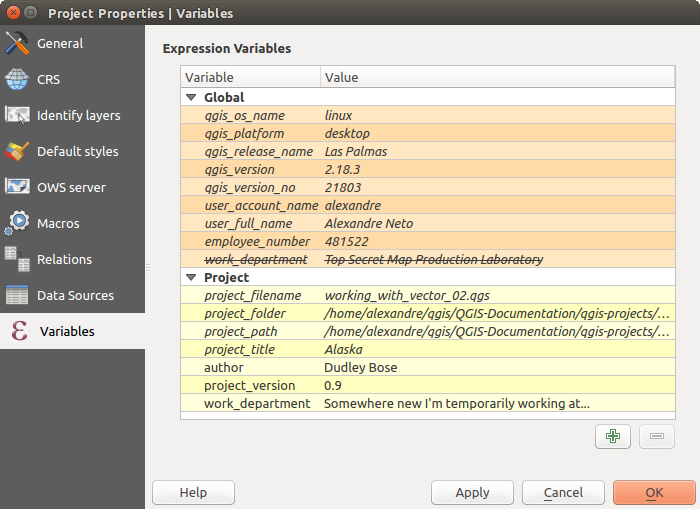 Project Properties | Variables
General
CRS
Identify layers
Default styles
OWS server
Macros
Relations
Data Sources
Variables
Expression Variables
Variable Value
Global
qgis_os_name linux
qgis_platform desktop
qgis_release_name Las Palmas
qgis_version 2.18.3
qgis_version_no 21803
user_account_name alexandre
user_full_name Alexandre Neto
employee_number 481522
work_department Top Secret Map Production Laboratory
Project
project_filename working_with_vector_02.qgs
project_folder /home/alexandre/qgis/QGIS-Documentation/qgis-projects/...
project_path /home/alexandre/qgis/QGIS-Documentation/qgis-projects/...
project_title Alaska
author Dudley Bose
project_version 0.9
work_department Somewhere new I'm temporarily working at...
Help Apply Cancel OK